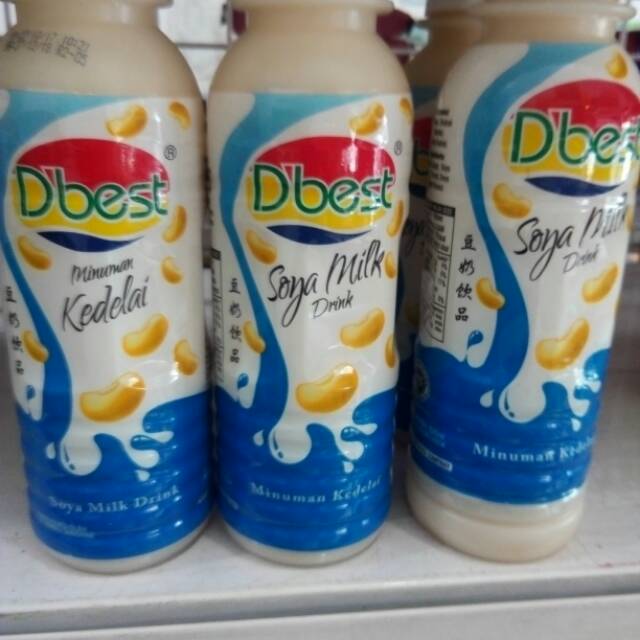 D'best®
Minuman
Kedelai
豆奶饮品
Soya Milk Drink
D'best®
Soya Milk
Drink
豆奶饮品
Minuman Kedelai
D'best
Soya Milk
Drink
豆奶饮品
Minuman Kedelai